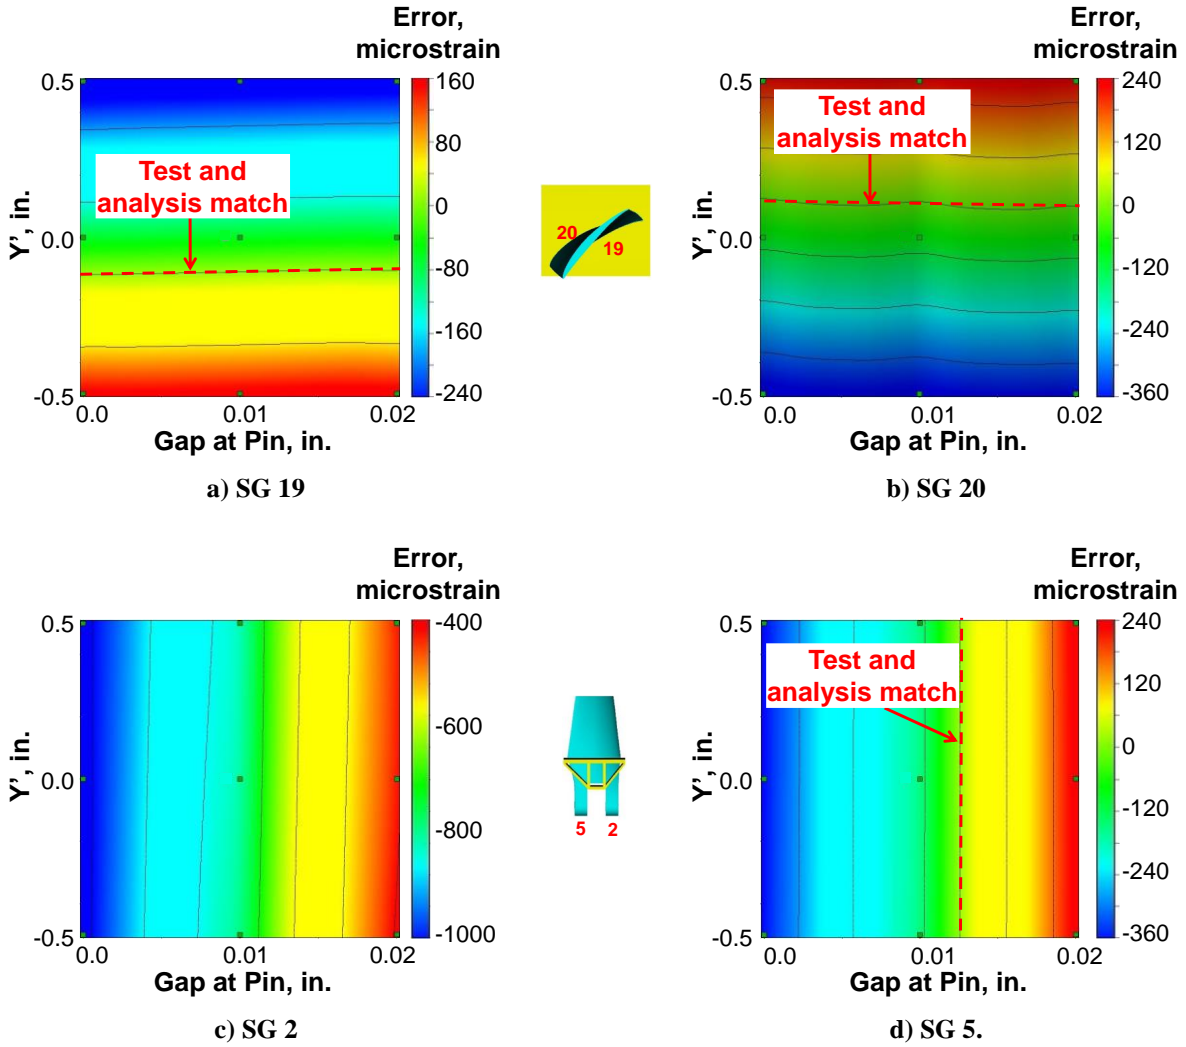 Error,
microstrain
0.5
0.0
-0.5
Y’, in.
Test and
analysis match
160
80
0
-80
-160
-240
0.0 0.01 0.02
Gap at Pin, in.
a) SG 19
20
19
Error,
microstrain
0.5
0.0
-0.5
Y’, in.
Test and
analysis match
240
120
0
-120
-240
-360
0.0 0.01 0.02
Gap at Pin, in.
b) SG 20
Error,
microstrain
0.5
0.0
-0.5
Y’, in.
-400
-600
-800
-1000
0.0 0.01 0.02
Gap at Pin, in.
c) SG 2
5 2
Error,
microstrain
0.5
0.0
-0.5
Y’, in.
Test and
analysis match
240
120
0
-120
-240
-360
0.0 0.01 0.02
Gap at Pin, in.
d) SG 5.